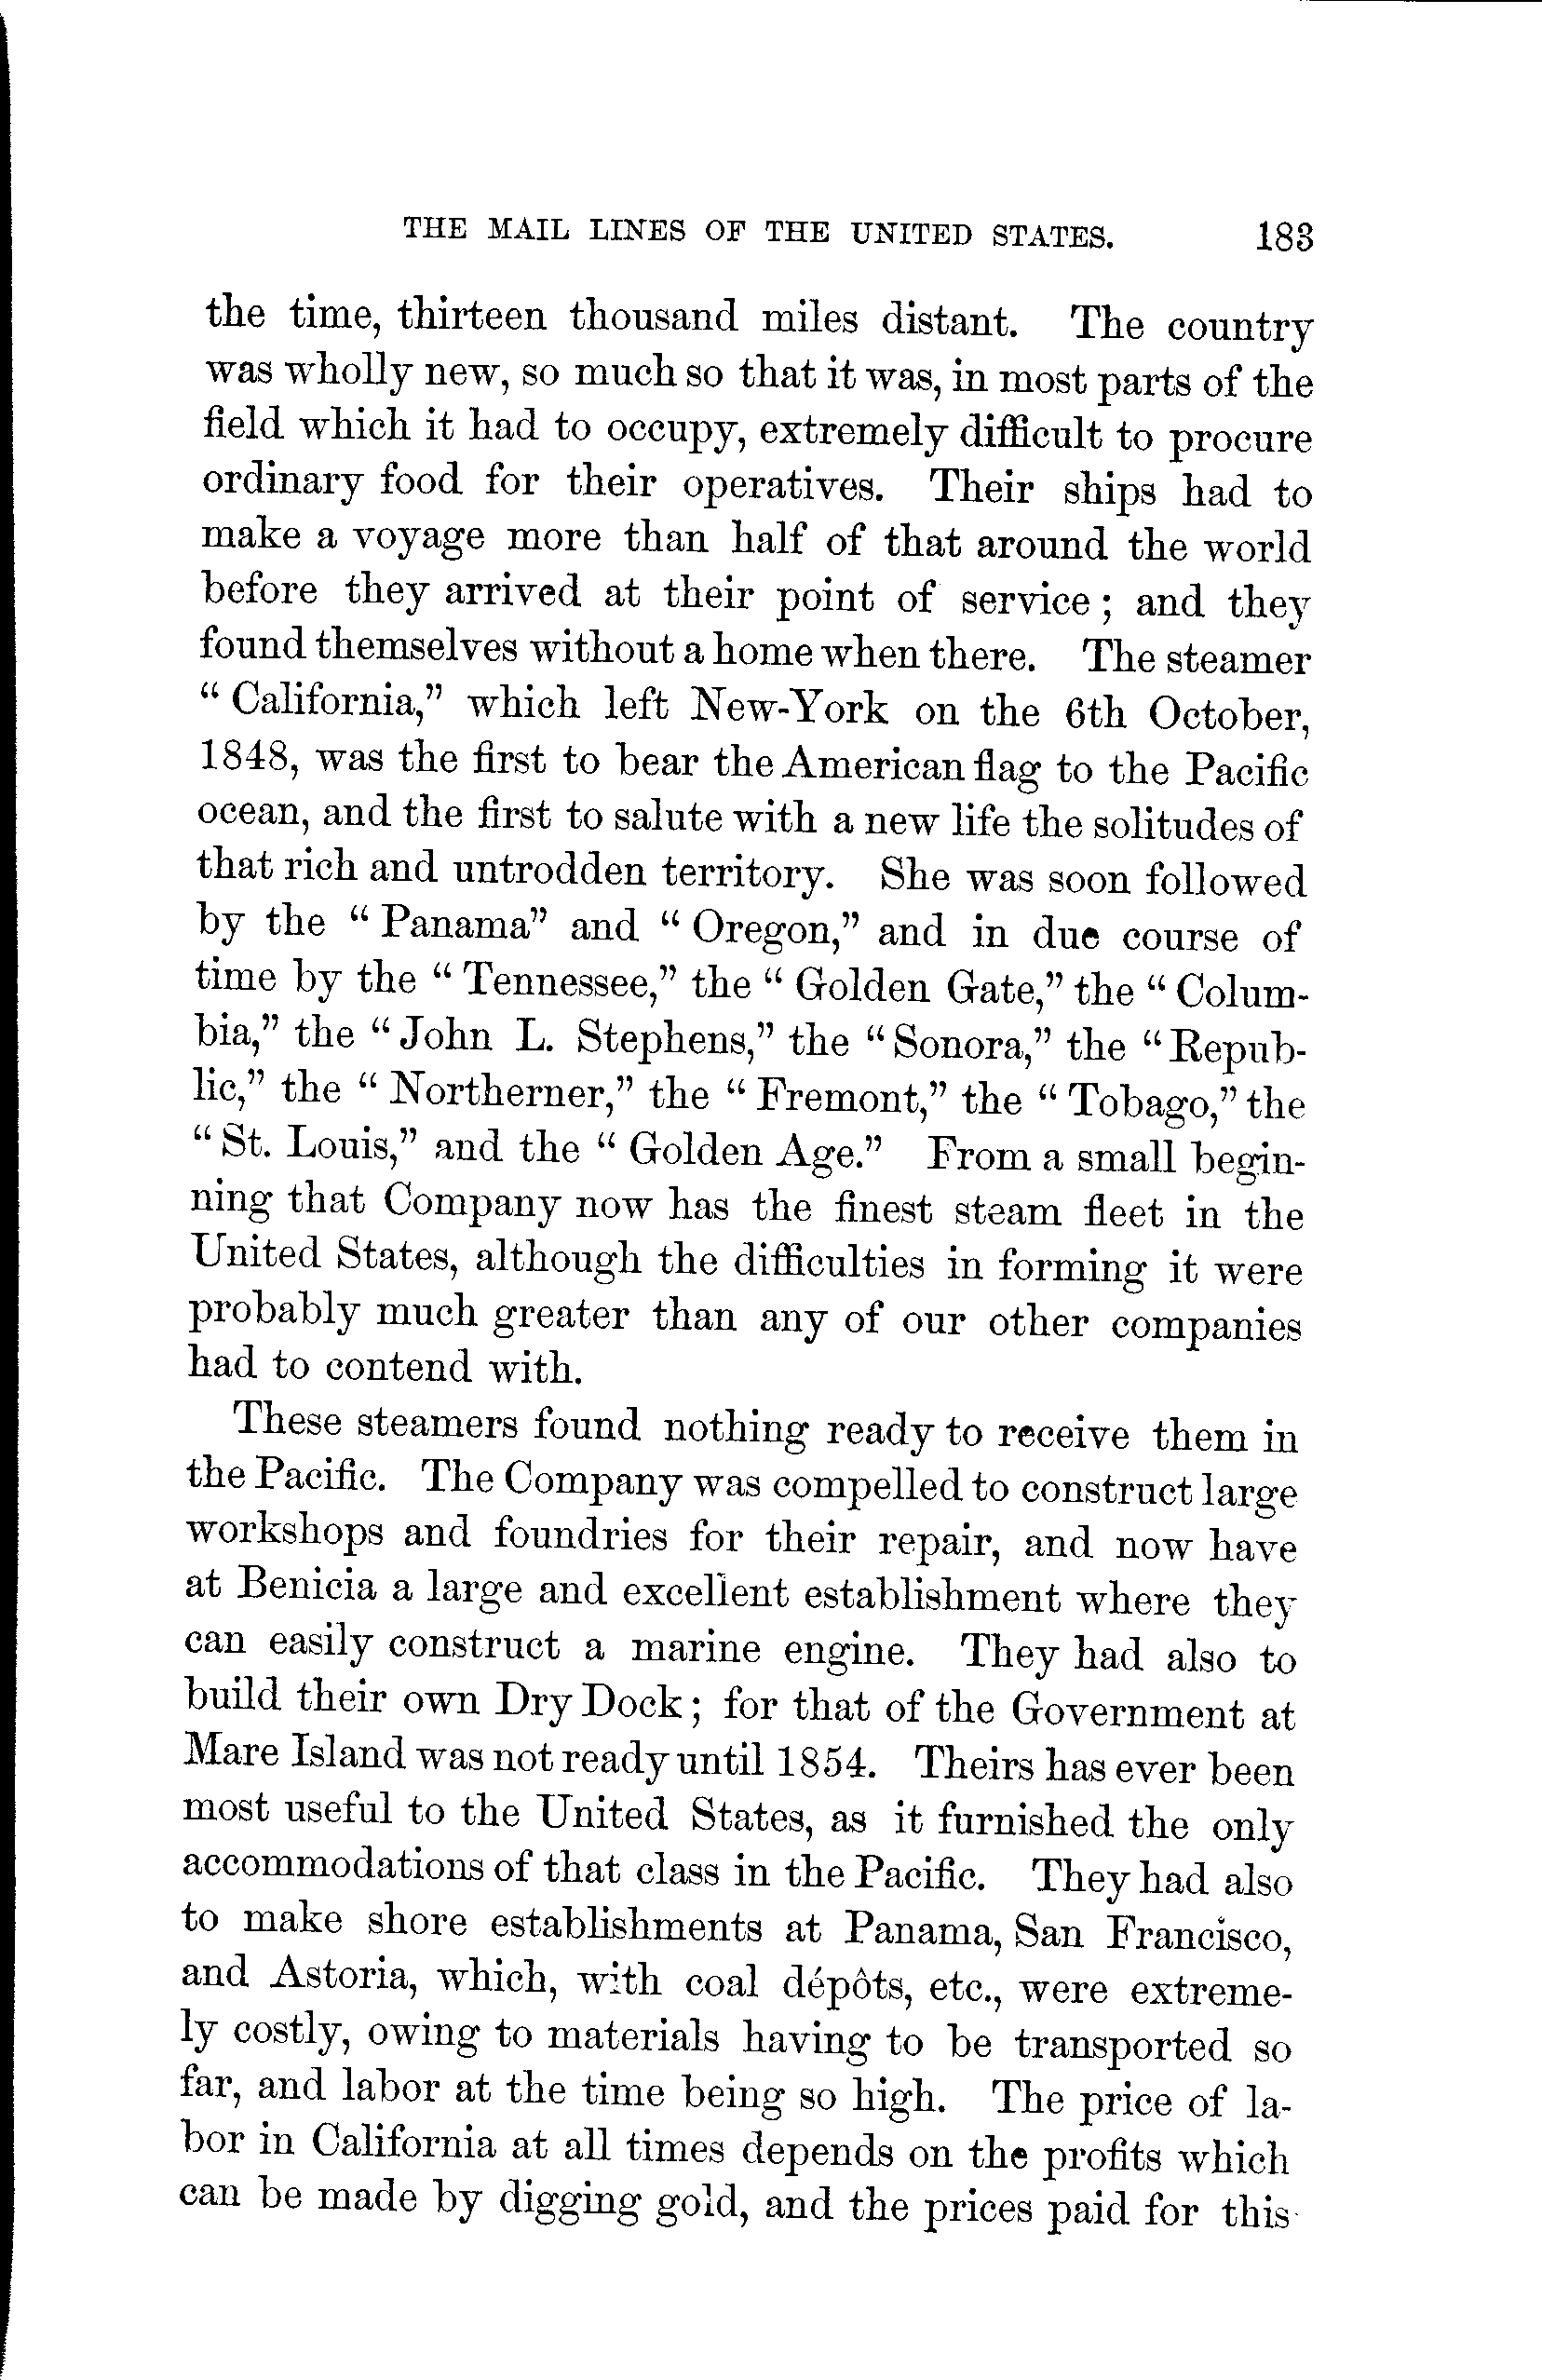 THE MAIL LINES OF THE UNITED STATES. 183
the time, thirteen thousand miles distant. The country
was wholly new, so much so that it was, in most parts of the
field which it had to occupy, extremely difficult to procure
ordinary food for their operatives. Their ships had to
make a voyage more than half of that around the world
before they arrived at their point of service; and they
found themselves without a home when there. The steamer
“ California,” which left New-York on the 6th October,
1848, was the first to bear the American flag to the Pacific
ocean, and the first to salute with a new life the solitudes of
that rich and untrodden territory. She was soon followed
by the “ Panama” and “ Oregon,” and in due course of
time by the “ Tennessee,” the “ Golden Gate,” the “ Colum-
bia,” the “ John L. Stephens,” the “ Sonora,” the “ Repub-
lic,” the “ Northerner,” the “ Fremont,” the “ Tobago,” the
“ St. Louis,” and the “ Golden Age.” From a small begin-
ning that Company now has the finest steam fleet in the
United States, although the difficulties in forming it were
probably much greater than any of our other companies
had to contend with.
These steamers found nothing ready to receive them in
the Pacific. The Company was compelled to construct large
workshops and foundries for their repair, and now have
at Benicia a large and excellent establishment where they
can easily construct a marine engine. They had also to
build their own Dry Dock; for that of the Government at
Mare Island was not ready until 1854. Theirs has ever been
most useful to the United States, as it furnished the only
accommodations of that class in the Pacific. They had also
to make shore establishments at Panama, San Francisco,
and Astoria, which, with coal dépôts, etc., were extreme-
ly costly, owing to materials having to be transported so
far, and labor at the time being so high. The price of la-
bor in California at all times depends on the profits which
can be made by digging gold, and the prices paid for this